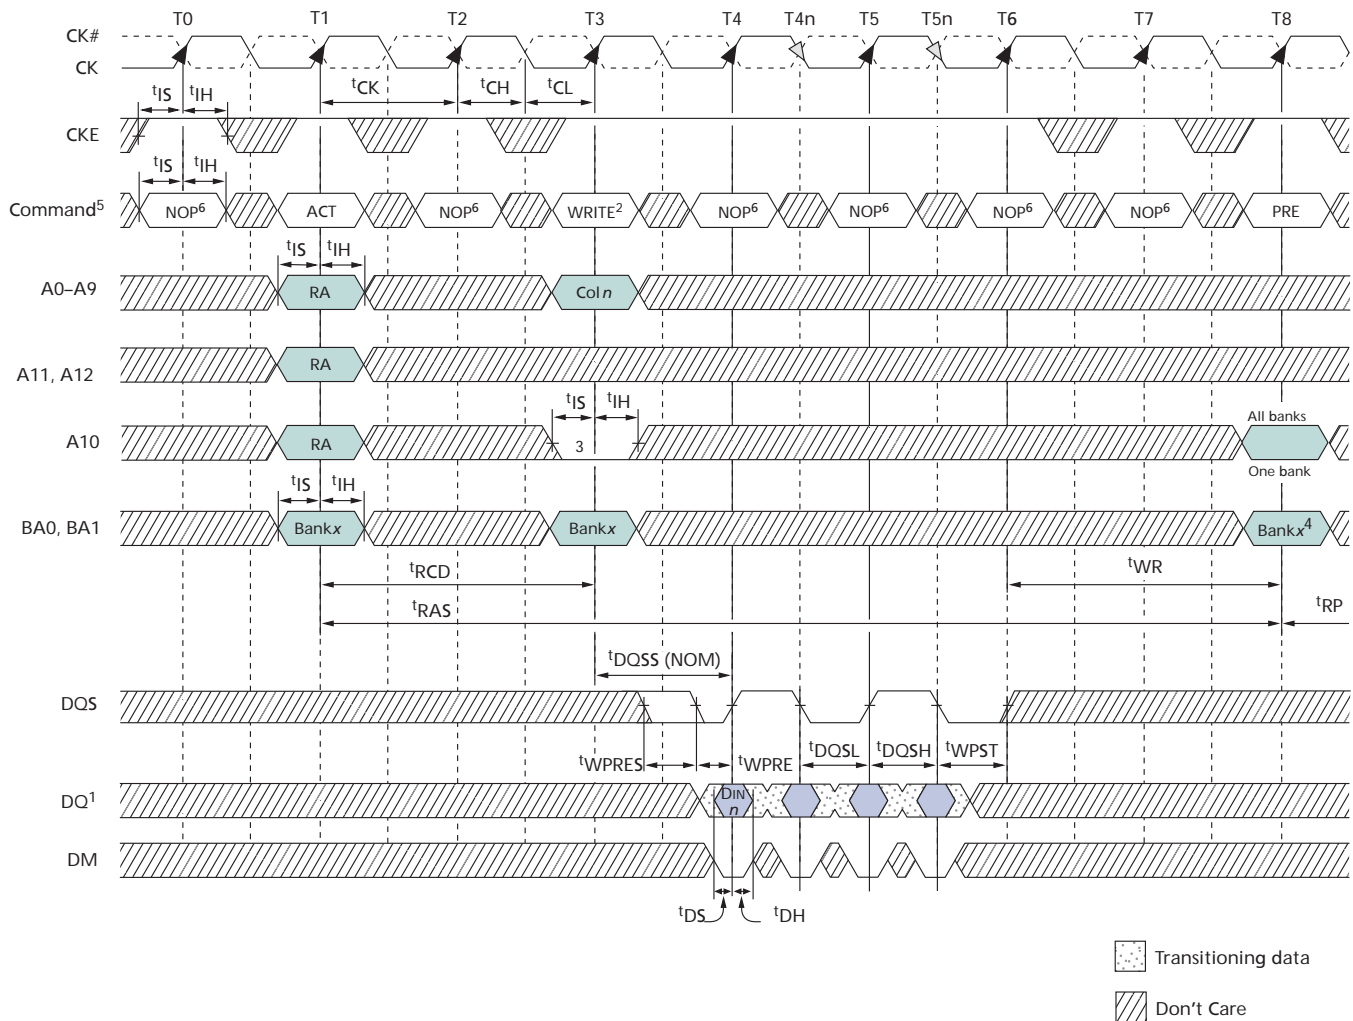 T0 T1 T2 T3 T4 T4n T5 T5n T6 T7 T8
CK#
CK
tIS tIH tCK tCH tCL
CKE
tIS tIH
Command5 NOP6 ACT NOP6 WRITE2 NOP6 NOP6 NOP6 NOP6 PRE
tIS tIH
A0–A9 RA Col n
A11, A12 RA
tIS tIH
All banks
A10 RA 3
One bank
tIS tIH
BA0, BA1 Bank x Bank x Bank x4
tRCD tWR
tRAS tRP
tDQSS (NOM)
DQS
tWPRES tWPRE tDQSL tDQSH tWPST
DQ1 DIN
n
DM
tDS tDH
Transitioning data
Don't Care